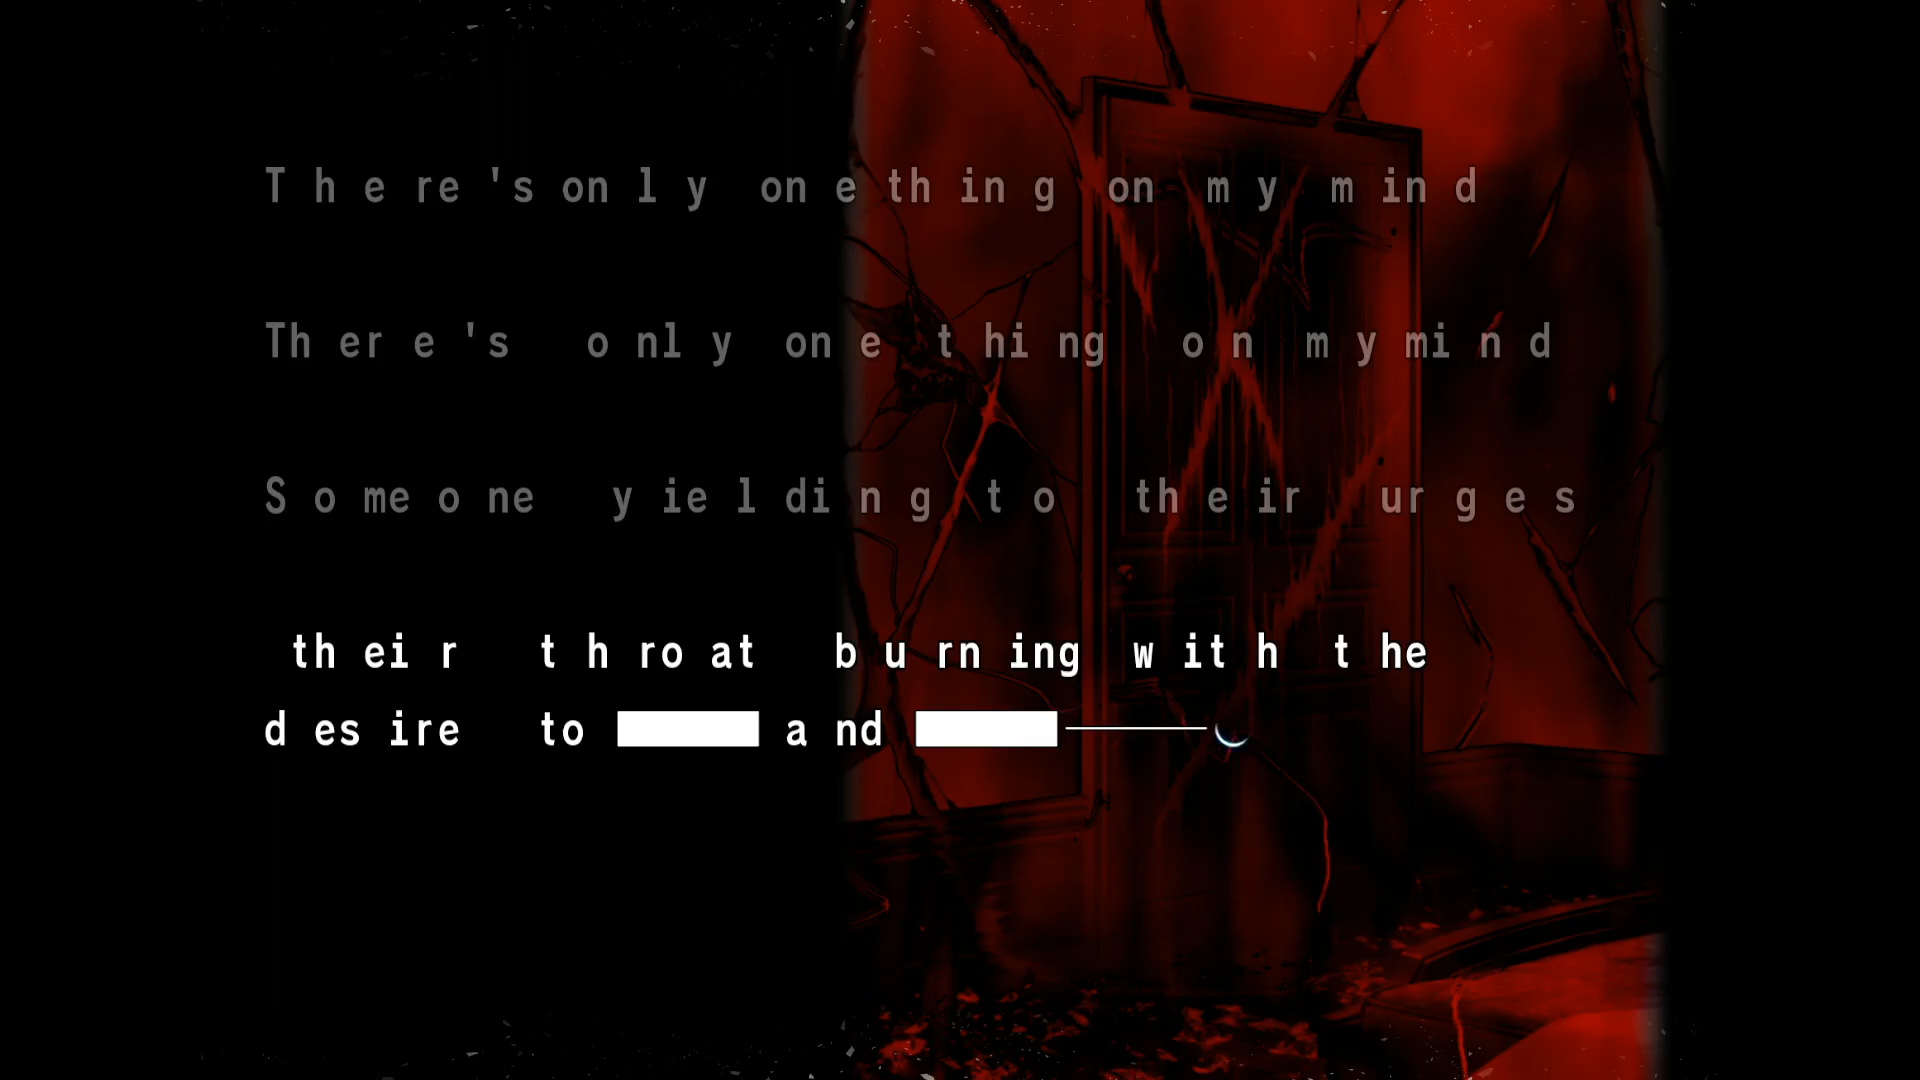 There's only one thing on my mind
There's only one thing on my mind
Someone yielding to their urges
their throat burning with the
desire to and